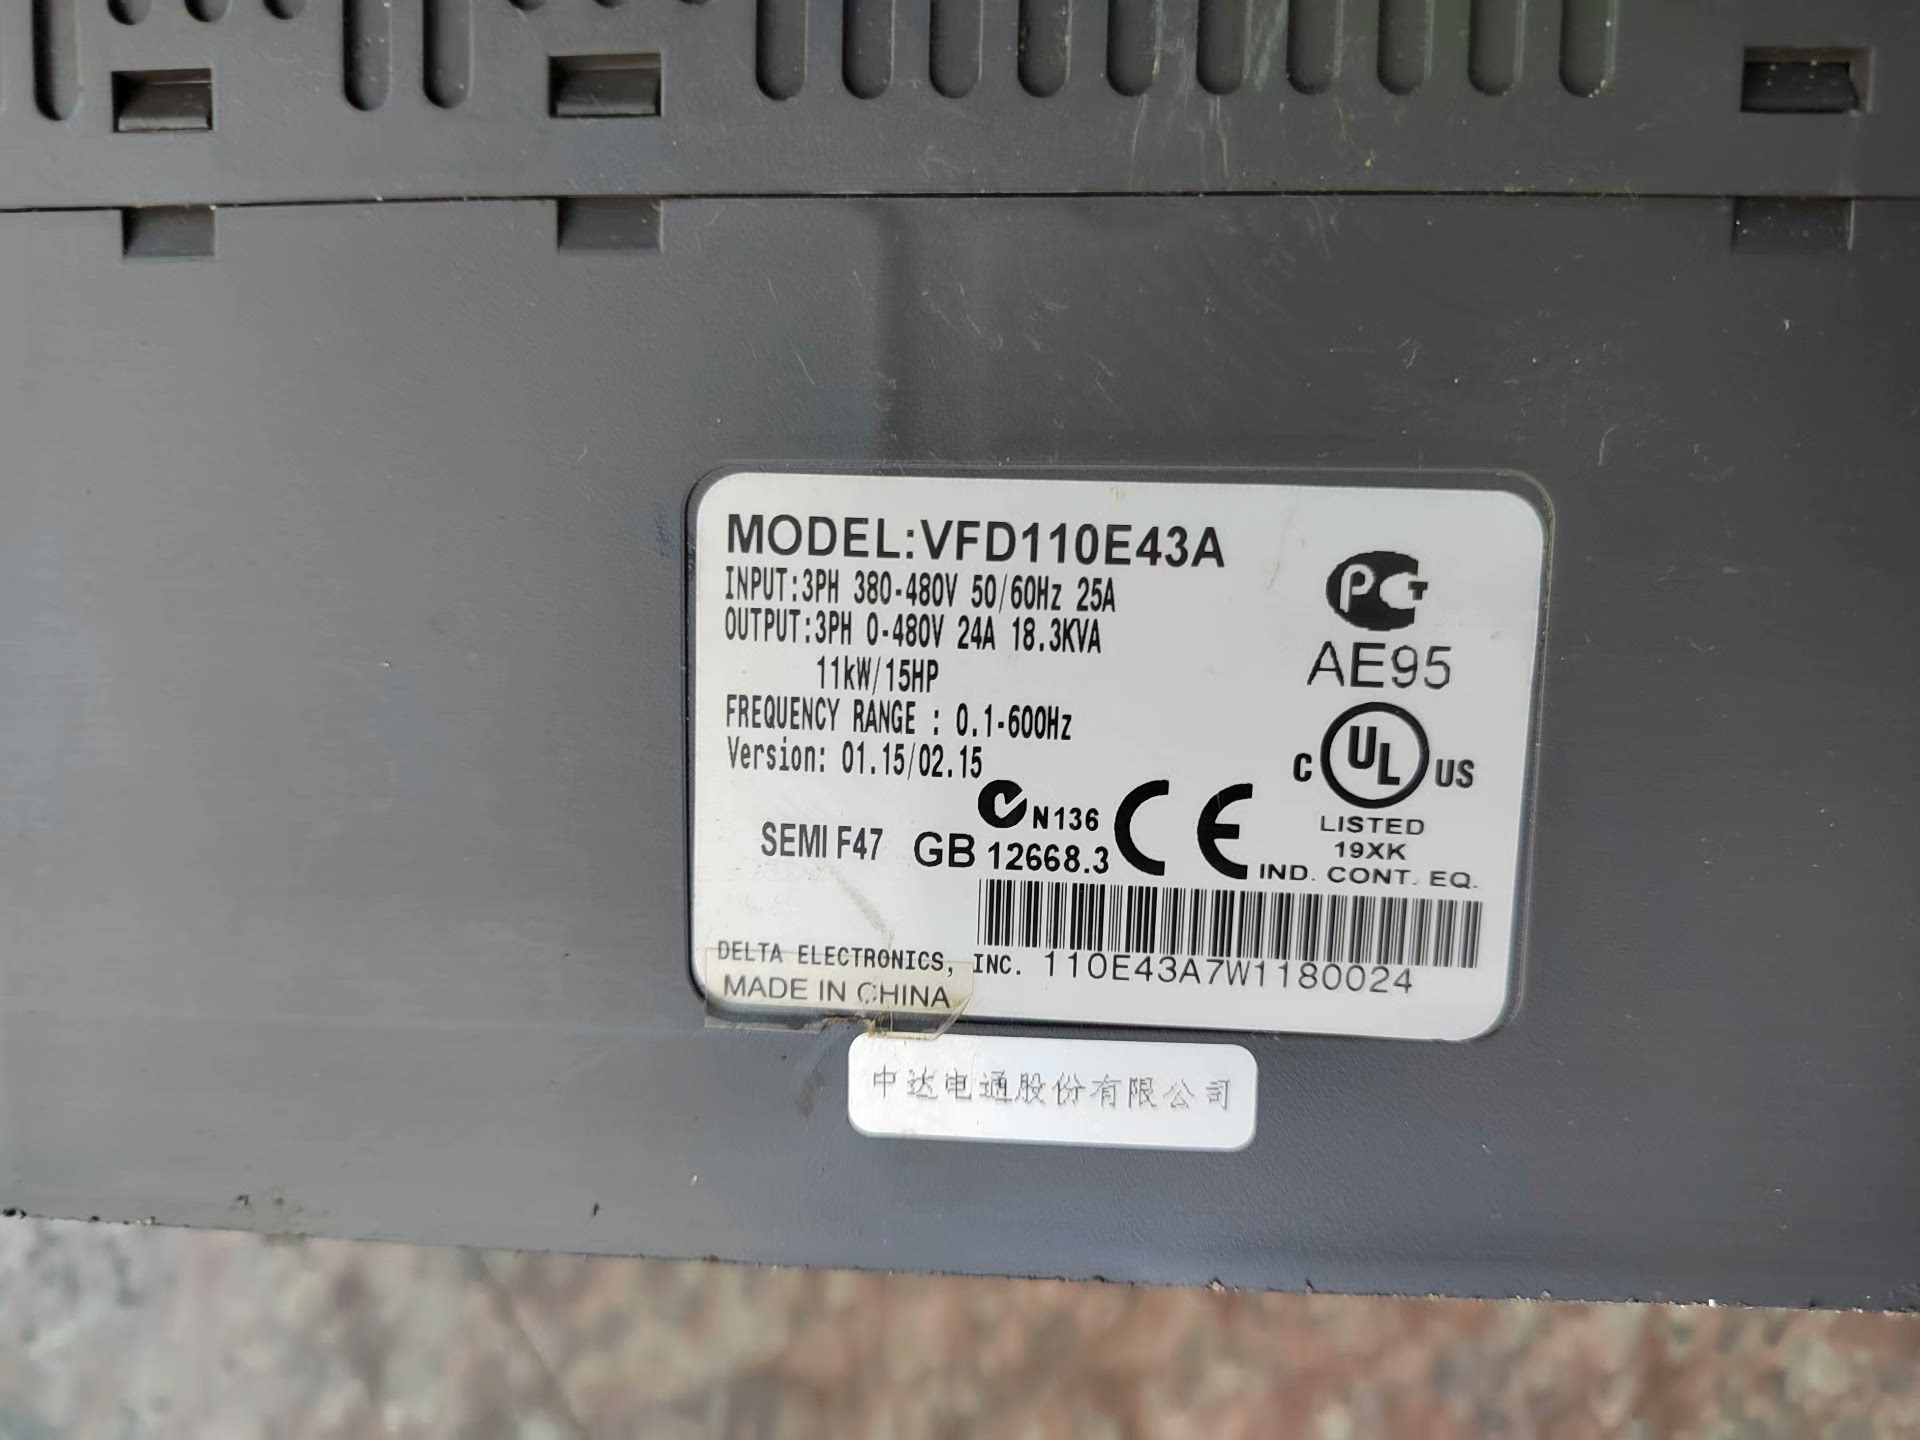 MODEL:VFD110E43A
INPUT:3PH 380-480V 50/60Hz 25A
OUTPUT:3PH 0-480V 24A 18.3KVA
11kW/15HP
FREQUENCY RANGE : 0.1-600Hz
Version: 01.15/02.15
PCT
AE95
C UL US
LISTED
19XK
IND. CONT. EQ.
N136
SEMI F47 GB 12668.3 CE
DELTA ELECTRONICS, INC. 110E43A7W1180024
MADE IN CHINA
中达电通股份有限公司